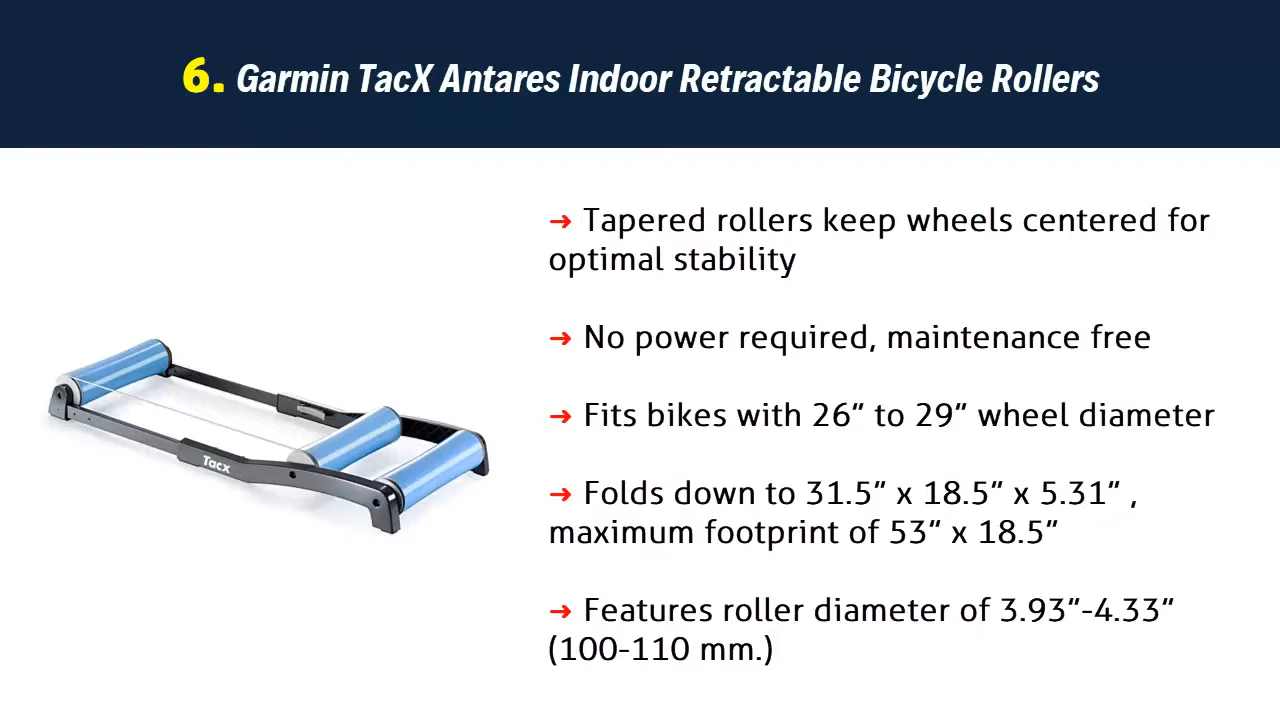 6. Garmin TacX Antares Indoor Retractable Bicycle Rollers
➜ Tapered rollers keep wheels centered for
optimal stability
➜ No power required, maintenance free
➜ Fits bikes with 26” to 29” wheel diameter
➜ Folds down to 31.5” x 18.5” x 5.31” ,
maximum footprint of 53” x 18.5”
➜ Features roller diameter of 3.93”-4.33”
(100-110 mm.)
Tacx